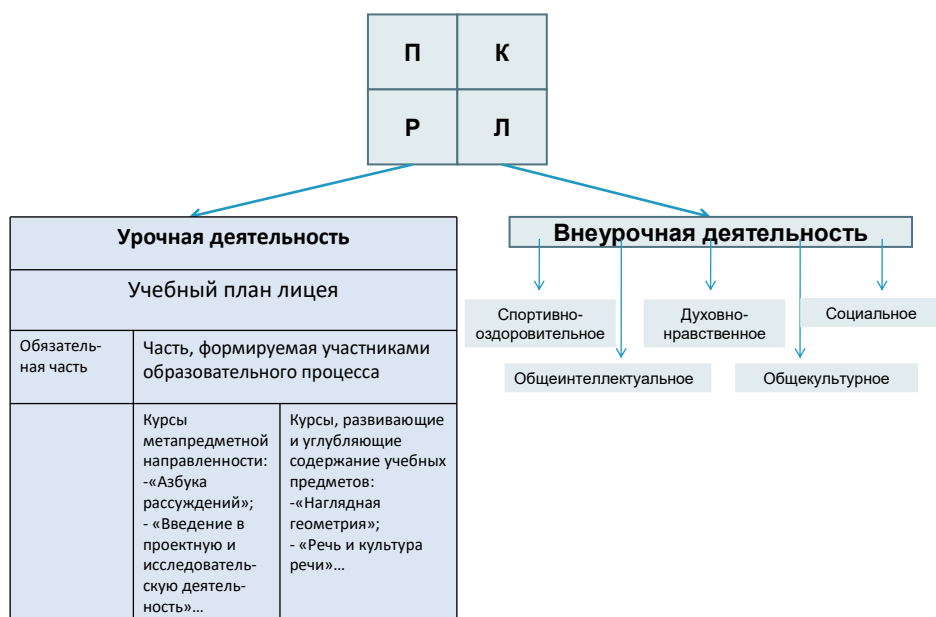 П К
Р Л
Урочная деятельность
Учебный план лицея
Обязатель-
ная часть
Часть, формируемая участниками
образовательного процесса
Курсы
метапредметной
направленности:
-«Азбука
рассуждений»;
- «Введение в
проектную и
исследователь-
скую деятель-
ность»…
Курсы, развивающие
и углубляющие
содержание учебных
предметов:
-«Наглядная
геометрия»;
- «Речь и культура
речи»…
Внеурочная деятельность
Спортивно-
оздоровительное
Духовно-
нравственное
Социальное
Общеинтеллектуальное
Общекультурное